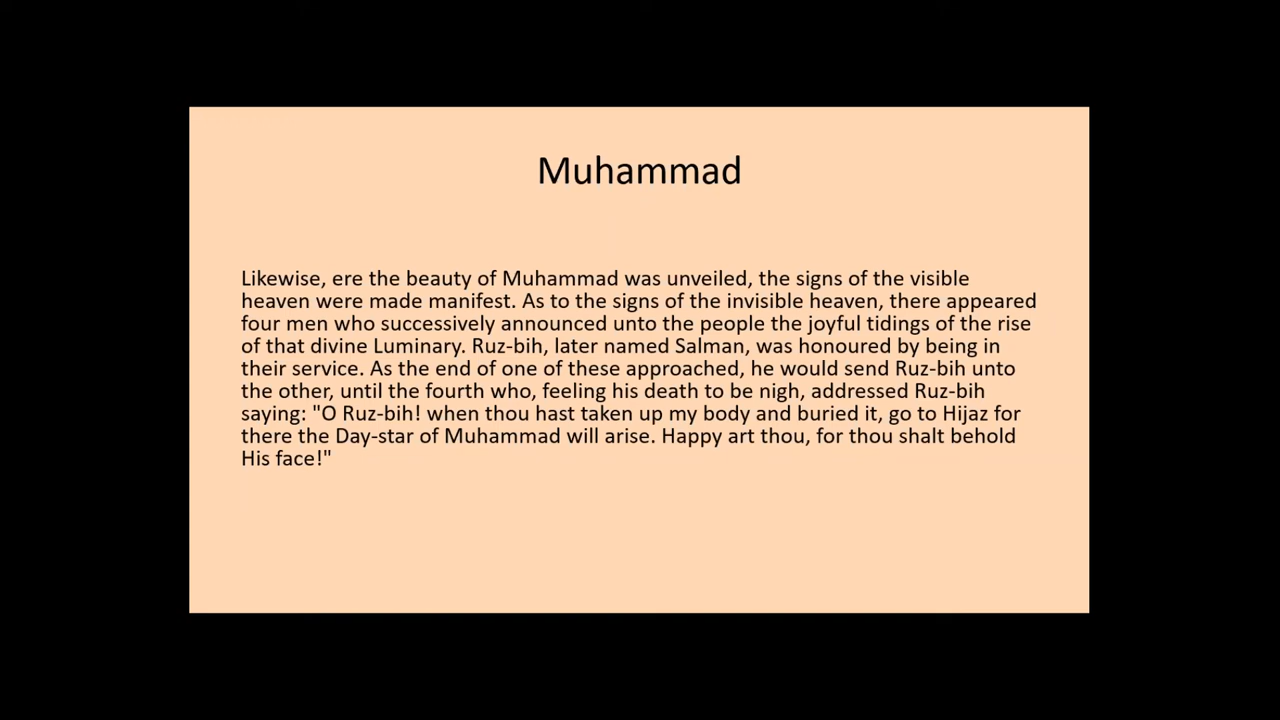 Muhammad
Likewise, ere the beauty of Muhammad was unveiled, the signs of the visible
heaven were made manifest. As to the signs of the invisible heaven, there appeared
four men who successively announced unto the people the joyful tidings of the rise
of that divine Luminary. Ruz-bih, later named Salman, was honoured by being in
their service. As the end of one of these approached, he would send Ruz-bih unto
the other, until the fourth who, feeling his death to be nigh, addressed Ruz-bih
saying: "O Ruz-bih! when thou hast taken up my body and buried it, go to Hijaz for
there the Day-star of Muhammad will arise. Happy art thou, for thou shalt behold
His face!"